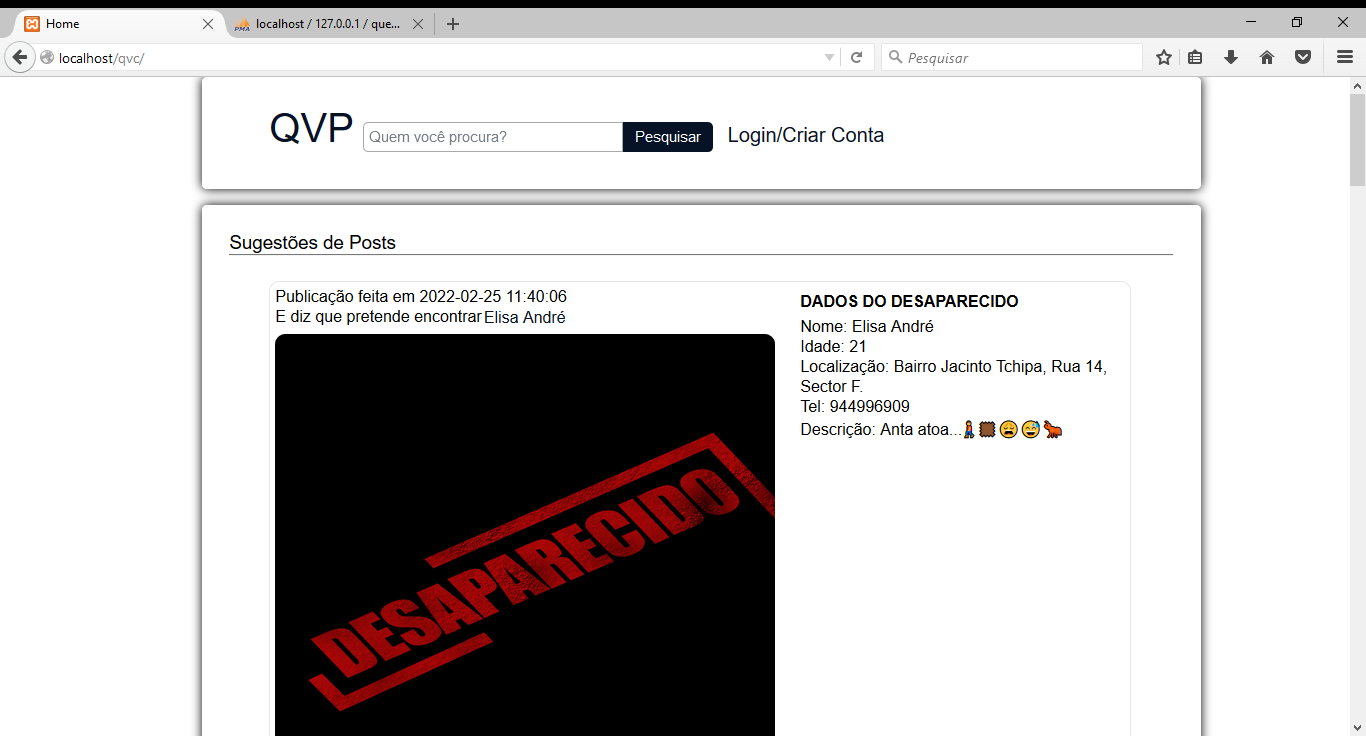 Home
localhost / 127.0.0.1 / que...
localhost/qvc/
Pesquisar
QVP
Quem você procura?
Pesquisar
Login/Criar Conta
Sugestões de Posts
Publicação feita em 2022-02-25 11:40:06
E diz que pretende encontrar Elisa André
DESAPARECIDO
DADOS DO DESAPARECIDO
Nome: Elisa André
Idade: 21
Localização: Bairro Jacinto Tchipa, Rua 14,
Sector F.
Tel: 944996909
Descrição: Anta atoa...🧍🏾‍♀️🏿😩😅🐂